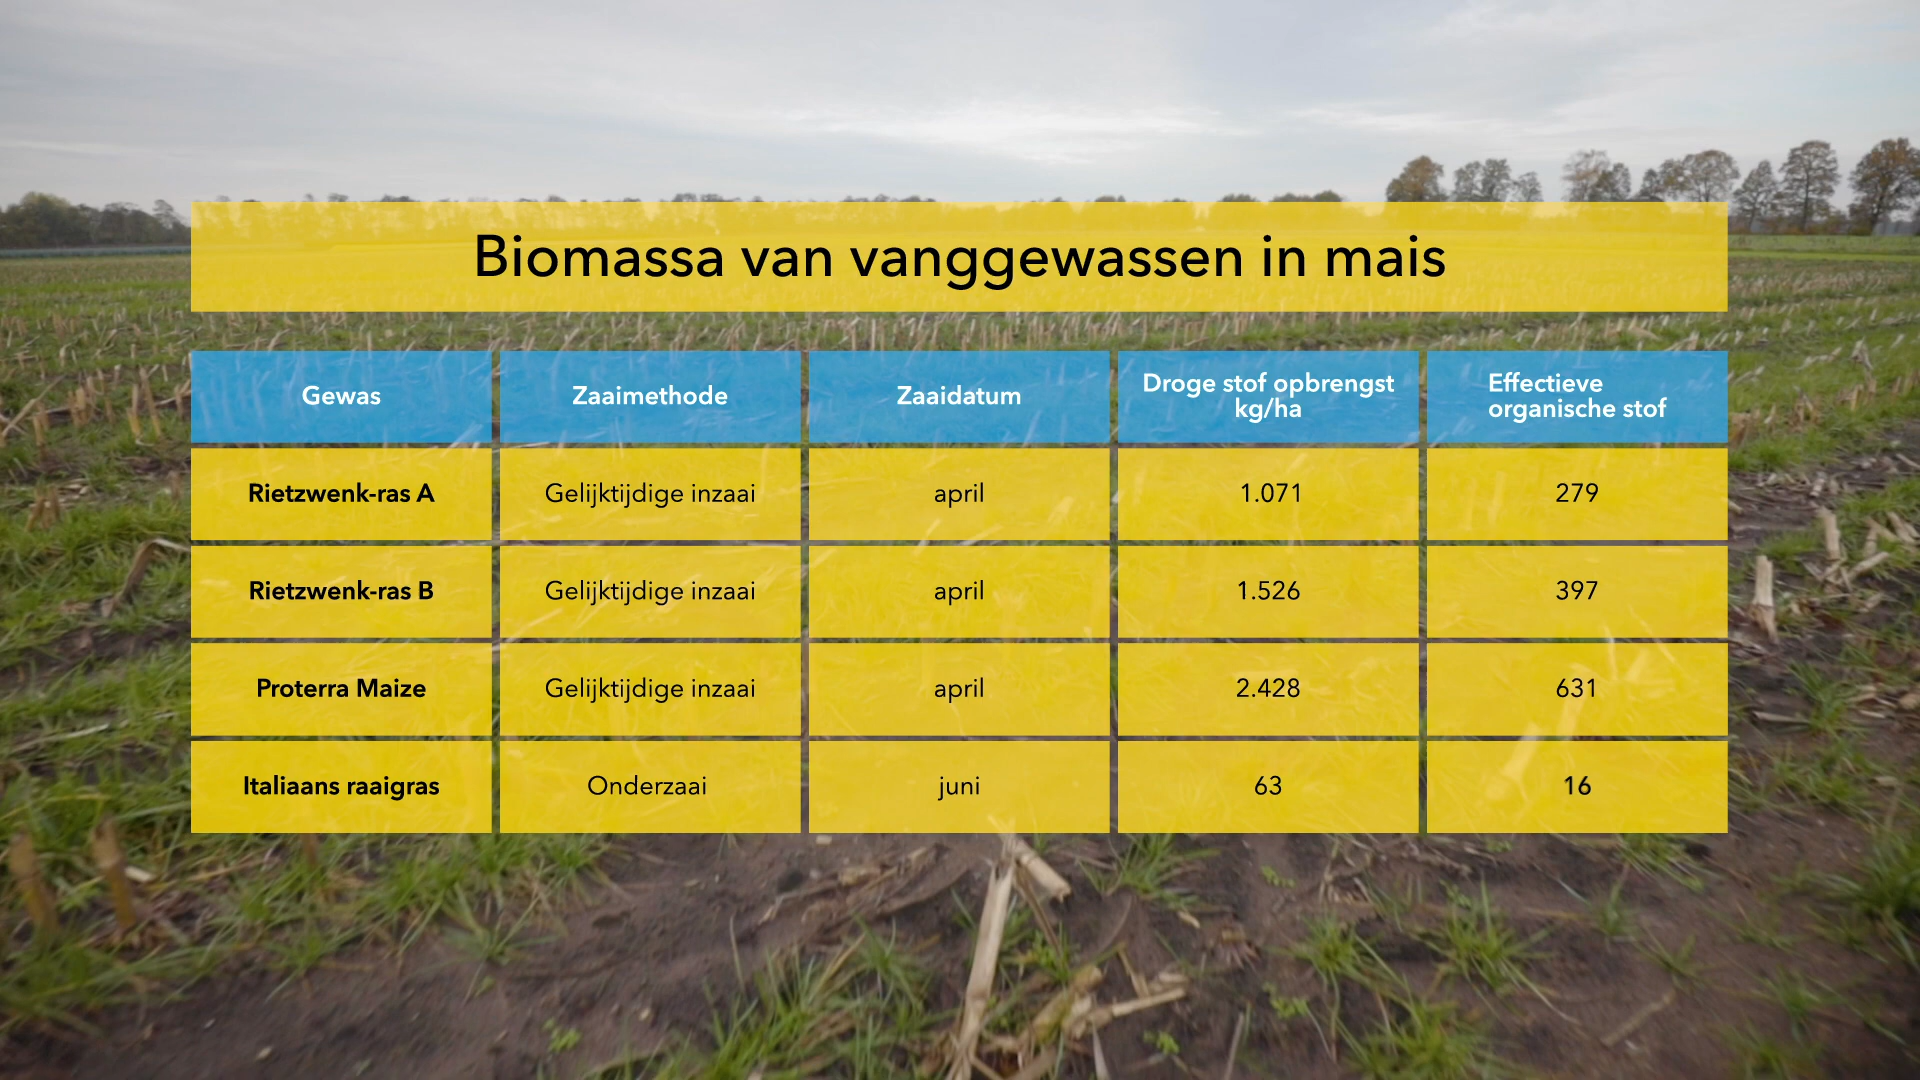 Biomassa van vanggewassen in mais
Gewas Zaaimethode Zaaidatum Droge stof opbrengst kg/ha Effectieve organische stof
Rietzwenk-ras A Gelijktijdige inzaai april 1.071 279
Rietzwenk-ras B Gelijktijdige inzaai april 1.526 397
Proterra Maize Gelijktijdige inzaai april 2.428 631
Italiaans raaigras Onderzaai juni 63 16